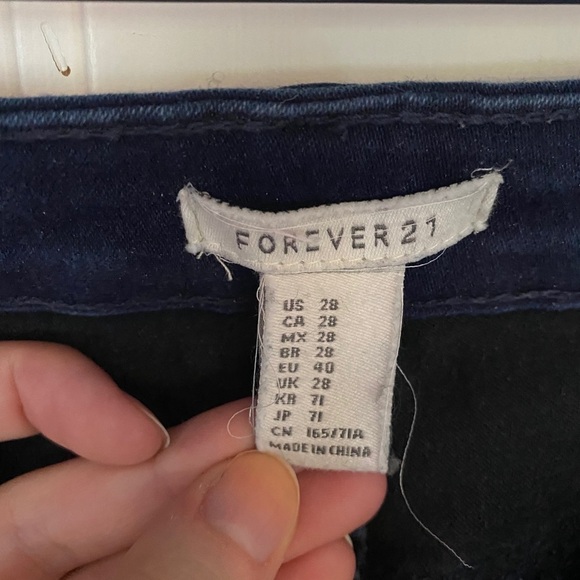 FOREVER 21
US 28
CA 28
MX 28
BR 28
EU 40
UK 28
KR 71
JP 71
CN 165/71A
MADE IN CHINA